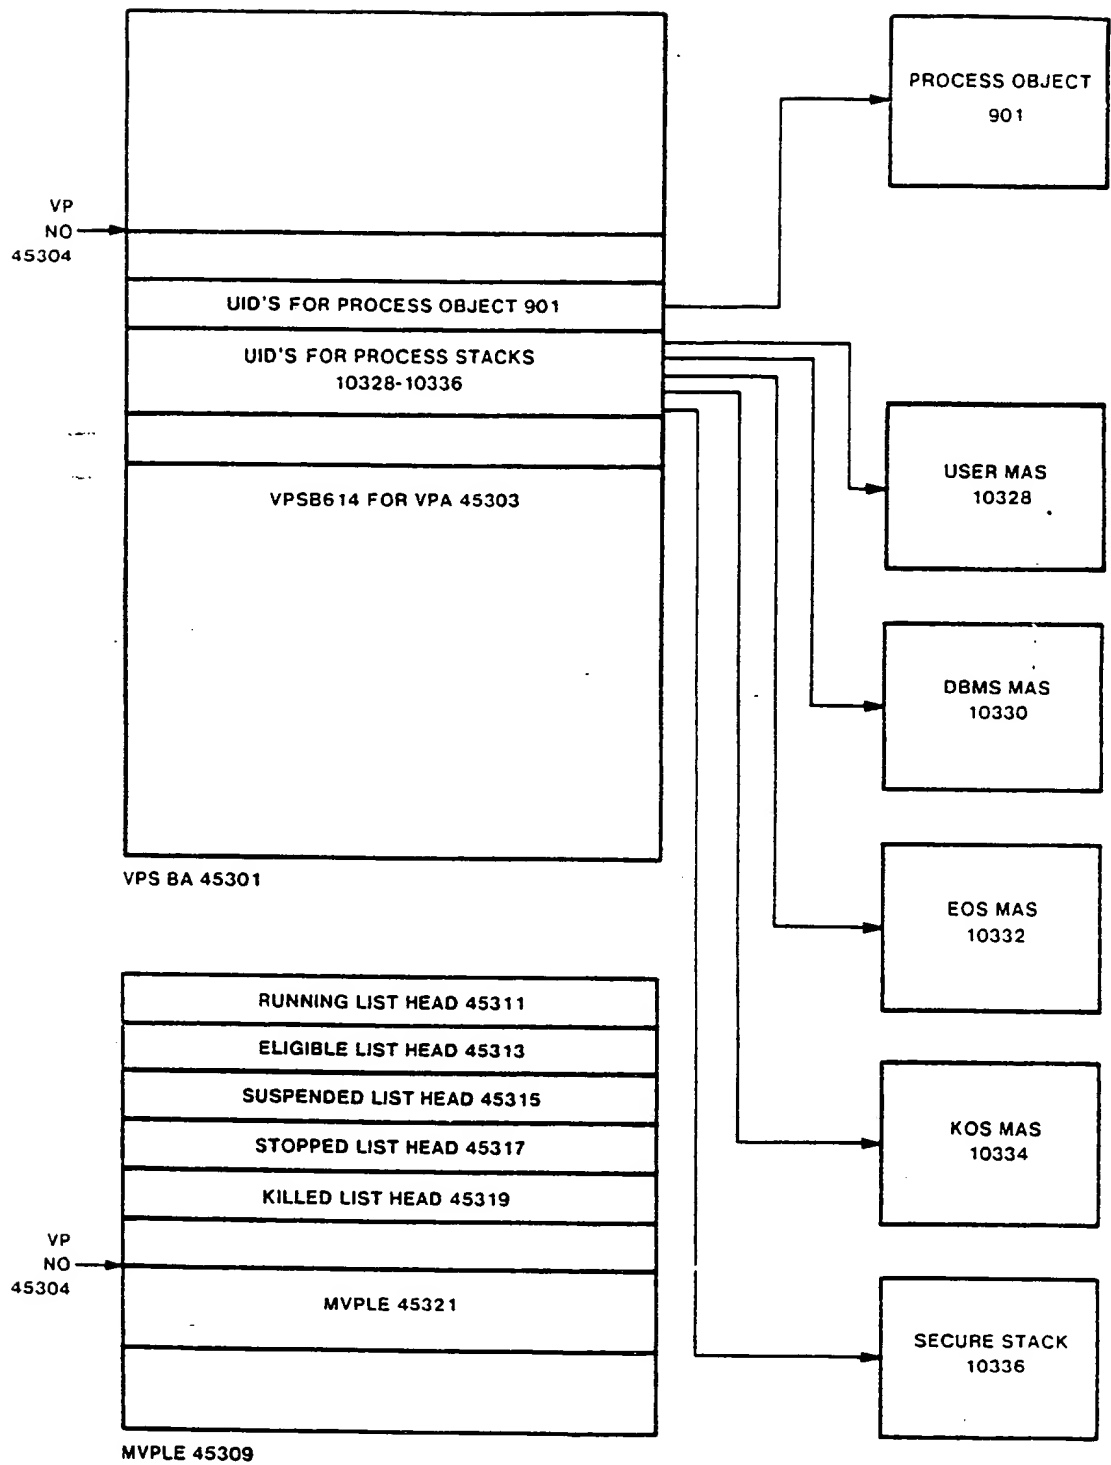 PROCESS OBJECT
901
VP
NO
45304
UID'S FOR PROCESS OBJECT 901
UID'S FOR PROCESS STACKS
10328-10336
VPSB614 FOR VPA 45303
USER MAS
10328
DBMS MAS
10330
EOS MAS
10332
KOS MAS
10334
SECURE STACK
10336
VPS BA 45301
RUNNING LIST HEAD 45311
ELIGIBLE LIST HEAD 45313
SUSPENDED LIST HEAD 45315
STOPPED LIST HEAD 45317
KILLED LIST HEAD 45319
VP
NO
45304
MVPLE 45321
MVPLE 45309